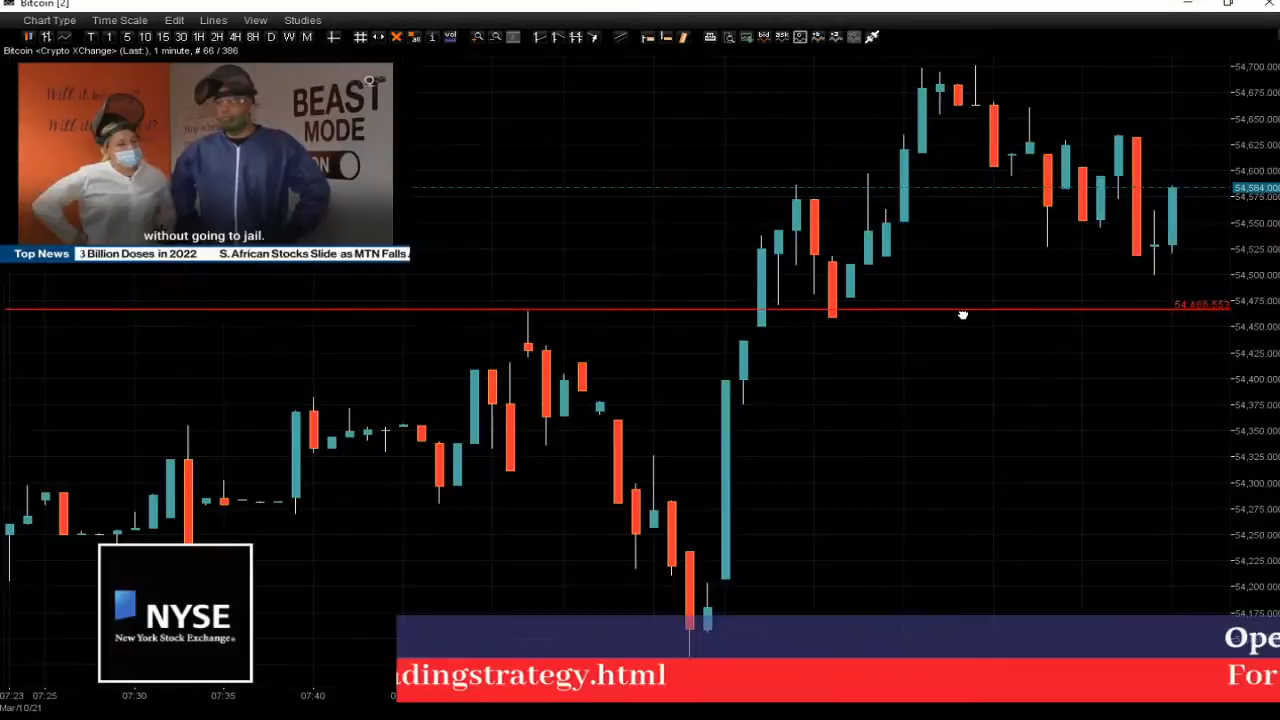 Bitcoin [2]
Chart Type Time Scale Edit Lines View Studies
T 1 5 10 15 30 1H 2H 4H 8H D W M
Bitcoin <Crypto XChange> (Last:), 1 minute, # 66 / 386
BEAST
MODE
ON
without going to jail.
Top News 3 Billion Doses in 2022 S. African Stocks Slide as MTN Falls
54,700.000
54,675.000
54,650.000
54,625.000
54,600.000
54,584.000
54,575.000
54,550.000
54,525.000
54,500.000
54,475.000
54,450.000
54,425.000
54,400.000
54,375.000
54,350.000
54,325.000
54,300.000
54,275.000
54,250.000
54,225.000
54,200.000
54,175.000
NYSE
New York Stock Exchange
Ope
dingstrategy.html
For
07:23 07:25 07:30 07:35 07:40
Mar/10/21